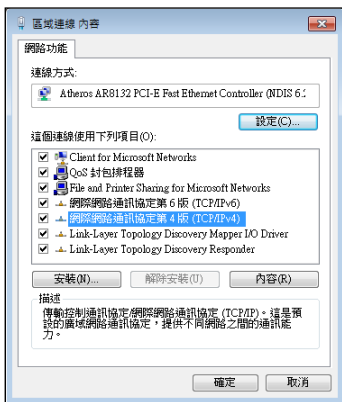 區域連線 內容
網路功能
連線方式:
Atheros AR8132 PCI-E Fast Ethernet Controller (NDIS 6.:
設定(C)...
這個連線使用下列項目(O):
Client for Microsoft Networks
QoS 封包排程器
File and Printer Sharing for Microsoft Networks
網際網路通訊協定第 6 版 (TCP/IPv6)
網際網路通訊協定第 4 版 (TCP/IPv4)
Link-Layer Topology Discovery Mapper I/O Driver
Link-Layer Topology Discovery Responder
安裝(N)...
解除安裝(U)
內容(R)
描述
傳輸控制通訊協定/網際網路通訊協定 (TCP/IP)。這是預
設的廣域網路通訊協定，提供不同網路之間的通訊能
力。
確定
取消